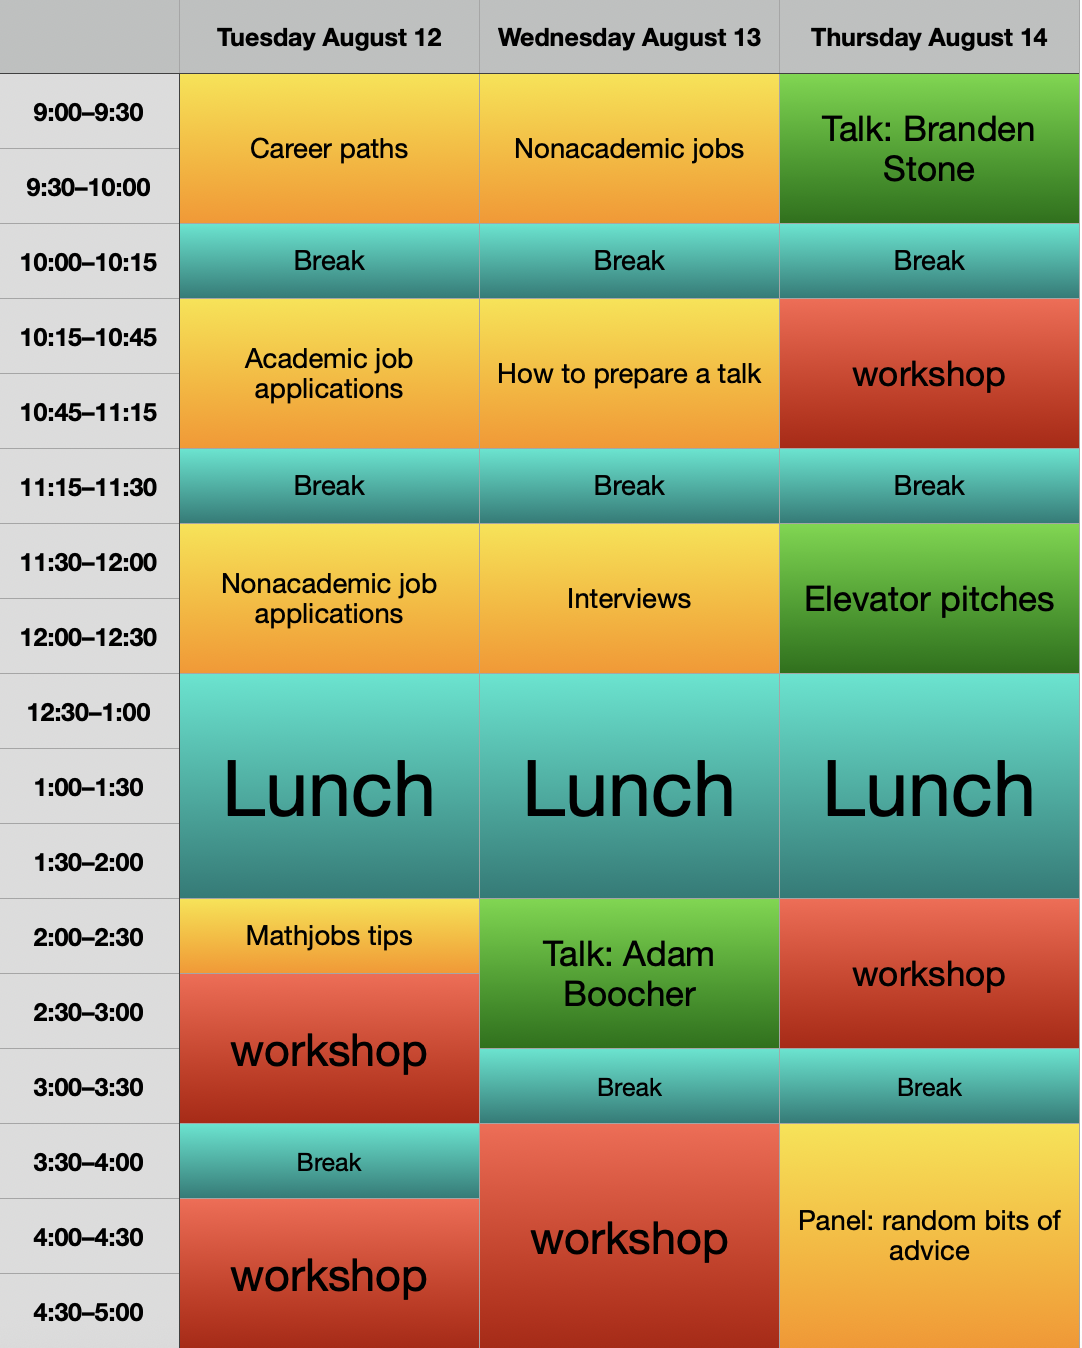 Tuesday August 12 Wednesday August 13 Thursday August 14
9:00–9:30
9:30–10:00
Career paths
Nonacademic jobs
Talk: Branden
Stone
10:00–10:15
Break
Break
Break
10:15–10:45
10:45–11:15
Academic job
applications
How to prepare a talk
workshop
11:15–11:30
Break
Break
Break
11:30–12:00
12:00–12:30
Nonacademic job
applications
Interviews
Elevator pitches
12:30–1:00
1:00–1:30
1:30–2:00
Lunch
Lunch
Lunch
2:00–2:30
Mathjobs tips
Talk: Adam
Boocher
workshop
2:30–3:00
workshop
3:00–3:30
Break
Break
3:30–4:00
Break
workshop
Panel: random bits of
advice
4:00–4:30
4:30–5:00
workshop